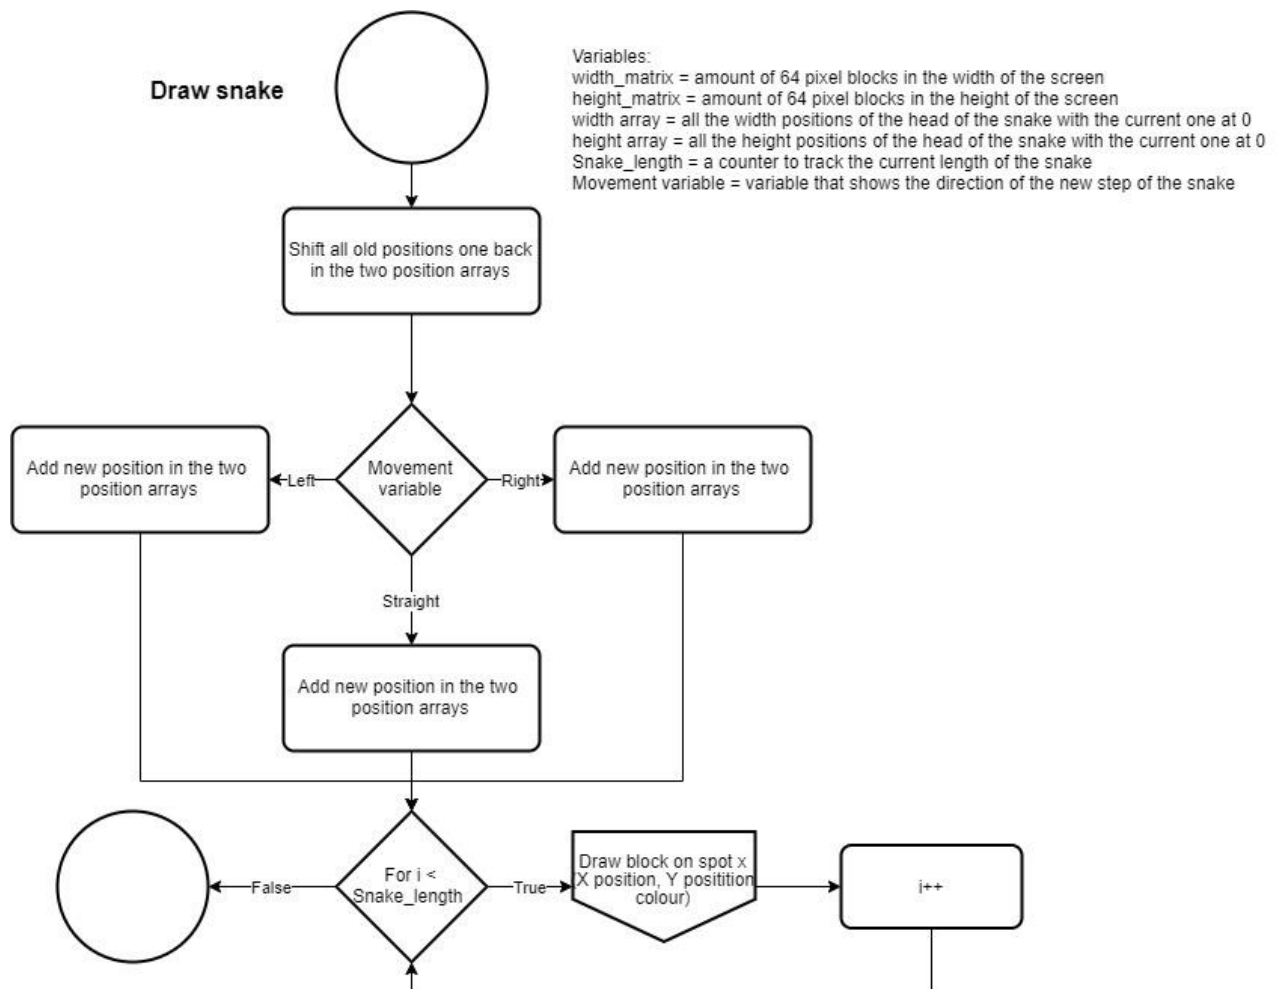 Draw snake
Variables:
width_matrix = amount of 64 pixel blocks in the width of the screen
height_matrix = amount of 64 pixel blocks in the height of the screen
width array = all the width positions of the head of the snake with the current one at 0
height array = all the height positions of the head of the snake with the current one at 0
Snake_length = a counter to track the current length of the snake
Movement variable = variable that shows the direction of the new step of the snake
Shift all old positions one back
in the two position arrays
Add new position in the two
position arrays
Left
Movement
variable
Right
Add new position in the two
position arrays
Straight
Add new position in the two
position arrays
False
For i <
Snake_length
True
Draw block on spot x
(X position, Y positition
colour)
i++